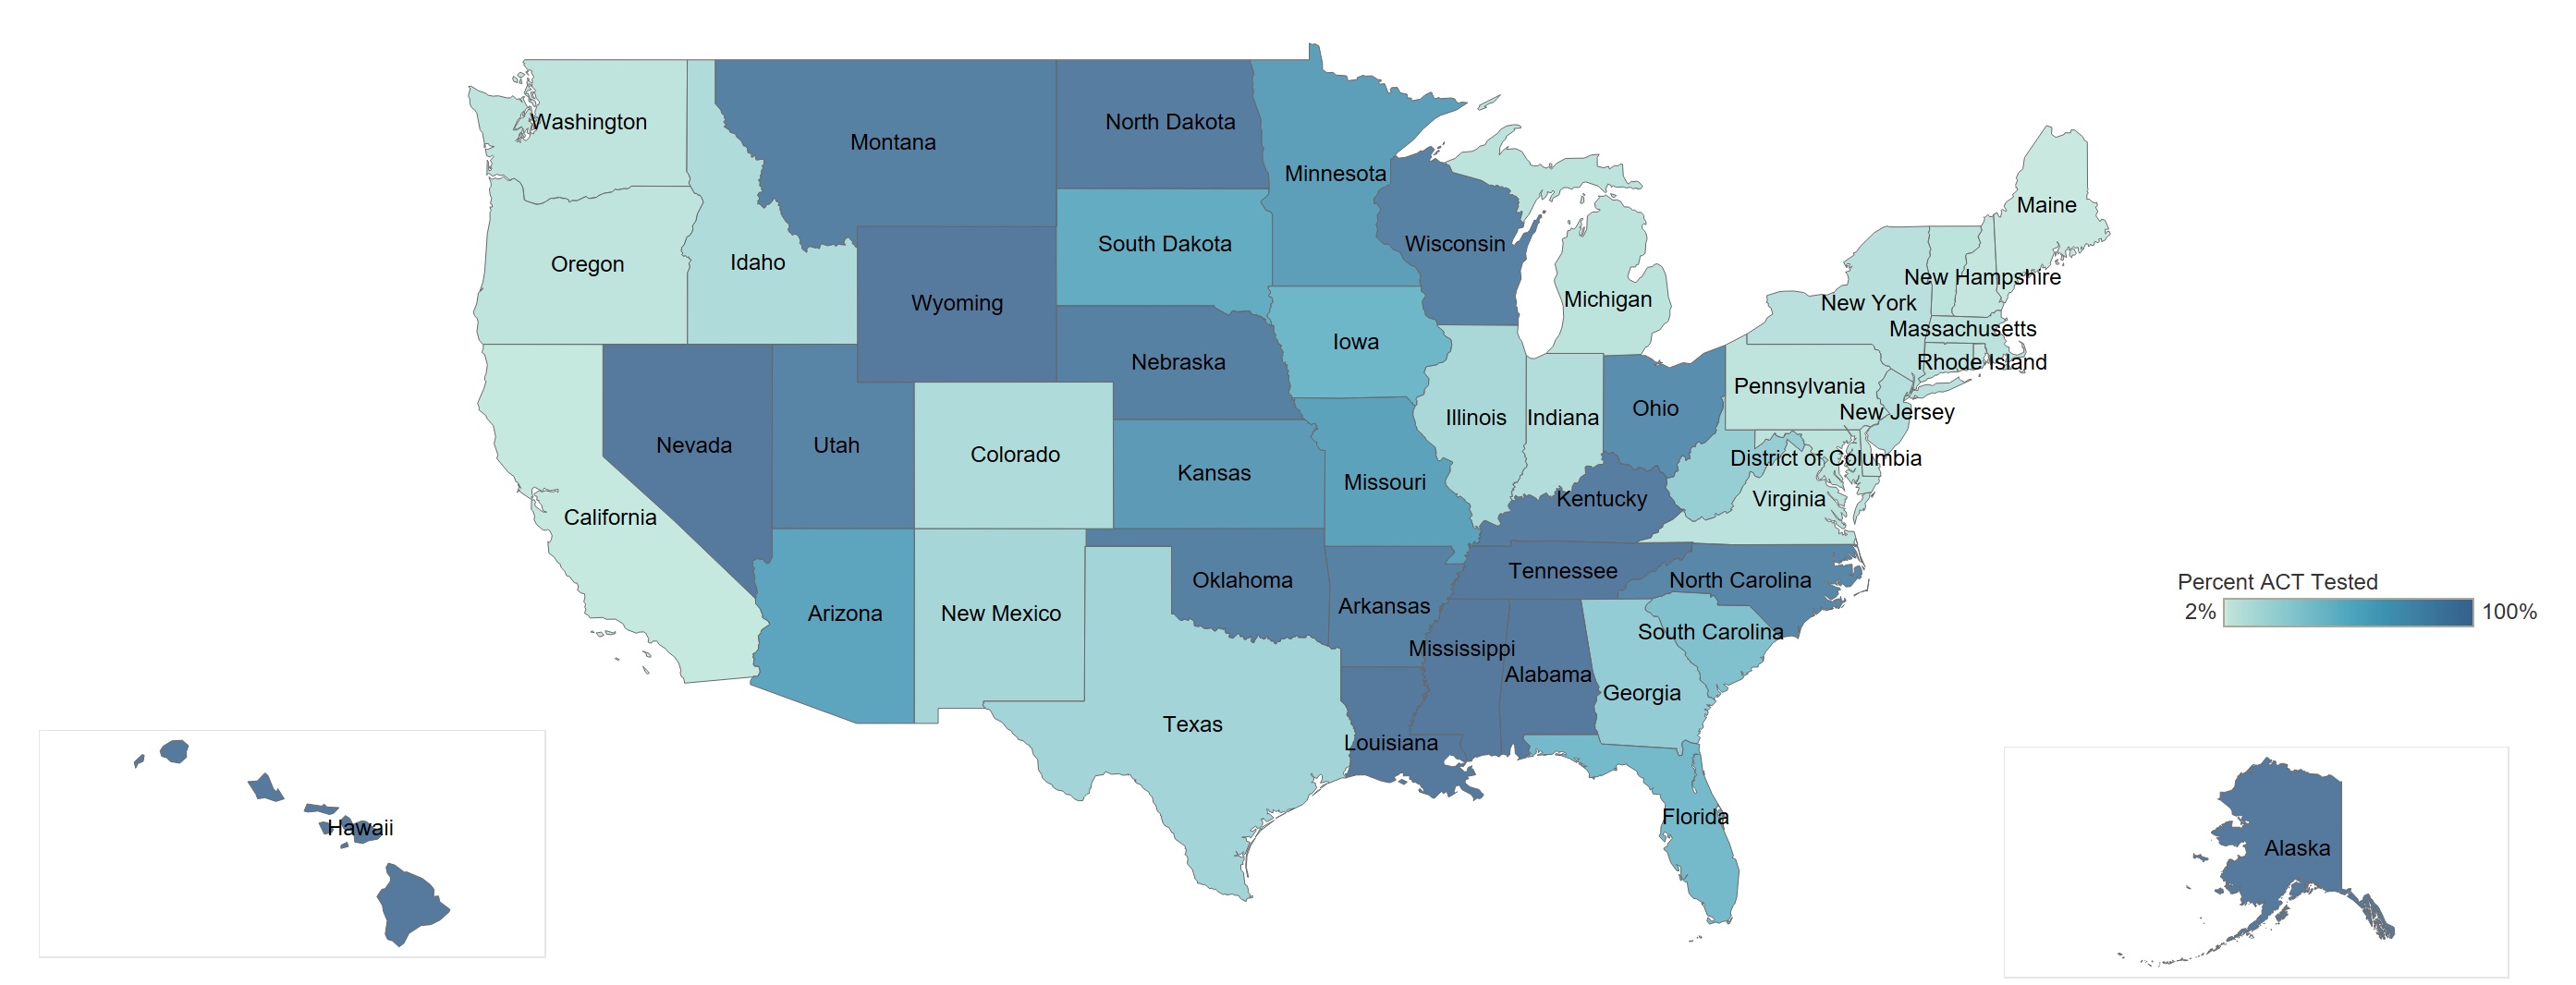 Washington
Montana
North Dakota
Minnesota
Maine
Oregon
Idaho
South Dakota
Wisconsin
New Hampshire
Wyoming
Michigan
New York
Massachusetts
Iowa
Nebraska
Rhode Island
Pennsylvania
New Jersey
Ohio
Illinois
Indiana
Nevada
Utah
Colorado
Kansas
Missouri
District of Columbia
Kentucky
Virginia
California
Tennessee
North Carolina
Oklahoma
Arkansas
Arizona
New Mexico
South Carolina
Mississippi
Alabama
Georgia
Texas
Louisiana
Florida
Hawaii
Alaska
Percent ACT Tested
2% 100%